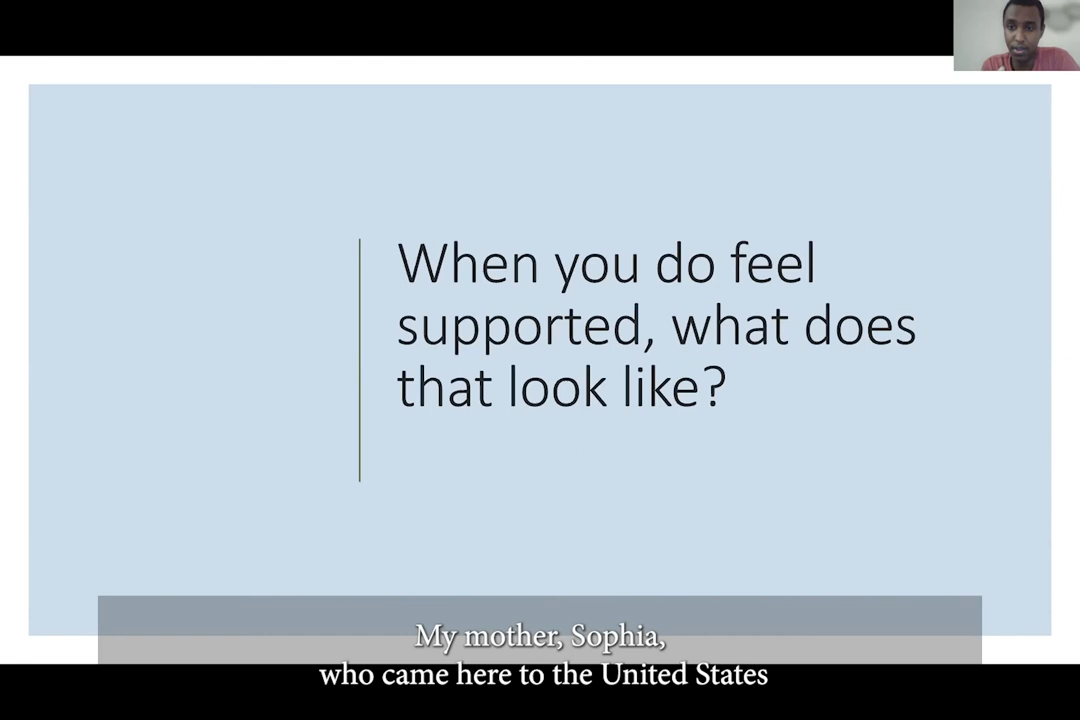 When you do feel
supported, what does
that look like?
My mother, Sophia,
who came here to the United States